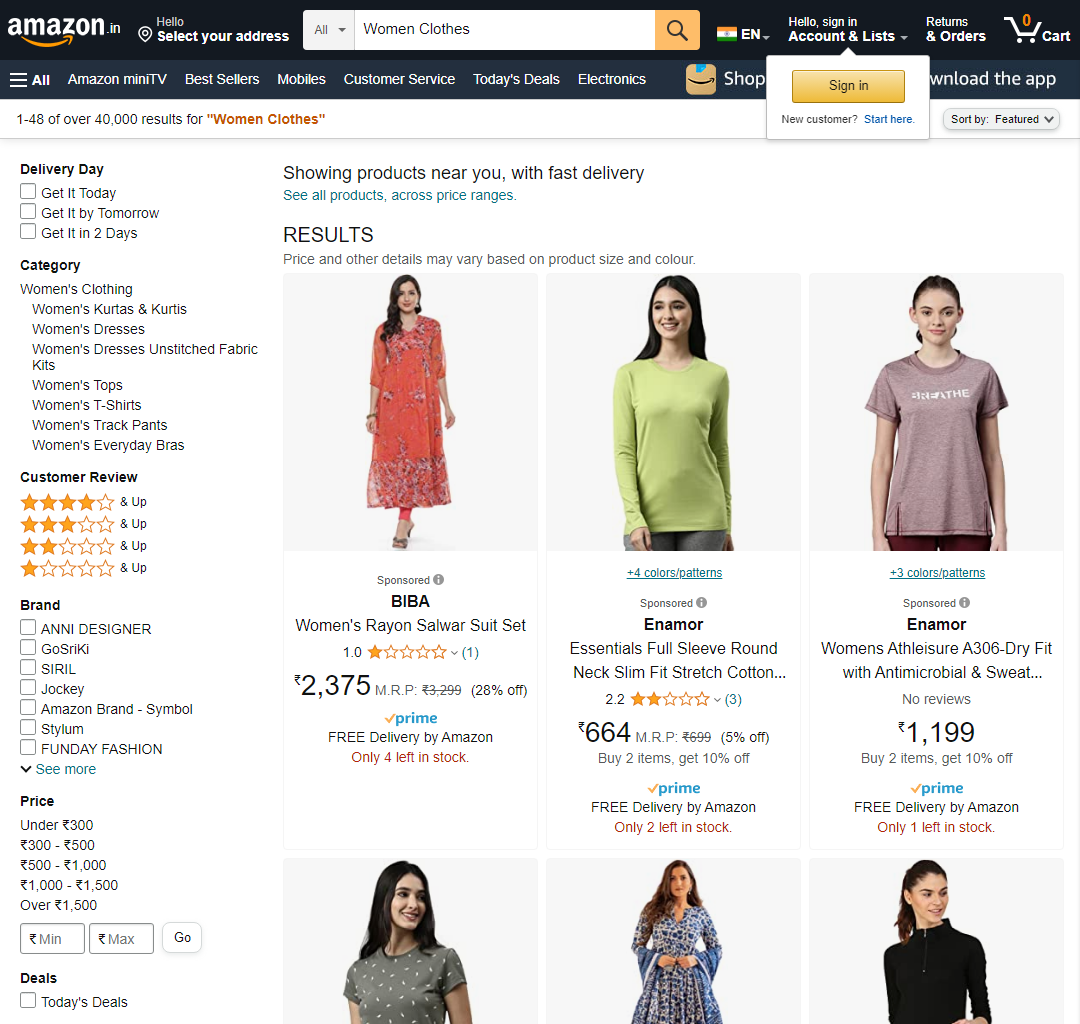 amazon.in
Hello
Select your address
All
Women Clothes
EN
Hello, sign in
Account & Lists
Returns
& Orders
0
Cart
All
Amazon miniTV
Best Sellers
Mobiles
Customer Service
Today's Deals
Electronics
Shop
wnload the app
Sign in
New customer? Start here.
1-48 of over 40,000 results for "Women Clothes"
Sort by: Featured
Delivery Day
Get It Today
Get It by Tomorrow
Get It in 2 Days
Category
Women's Clothing
Women's Kurtas & Kurtis
Women's Dresses
Women's Dresses Unstitched Fabric
Kits
Women's Tops
Women's T-Shirts
Women's Track Pants
Women's Everyday Bras
Customer Review
& Up
& Up
& Up
& Up
Brand
ANNI DESIGNER
GoSriKi
SIRIL
Jockey
Amazon Brand - Symbol
Stylum
FUNDAY FASHION
See more
Price
Under ₹300
₹300 - ₹500
₹500 - ₹1,000
₹1,000 - ₹1,500
Over ₹1,500
₹ Min
₹ Max
Go
Deals
Today's Deals
Showing products near you, with fast delivery
See all products, across price ranges.
RESULTS
Price and other details may vary based on product size and colour.
Sponsored
BIBA
Women's Rayon Salwar Suit Set
1.0 (1)
₹2,375 M.R.P: ₹3,299 (28% off)
prime
FREE Delivery by Amazon
Only 4 left in stock.
+4 colors/patterns
Sponsored
Enamor
Essentials Full Sleeve Round
Neck Slim Fit Stretch Cotton...
2.2 (3)
₹664 M.R.P: ₹699 (5% off)
Buy 2 items, get 10% off
prime
FREE Delivery by Amazon
Only 2 left in stock.
BREATHE
+3 colors/patterns
Sponsored
Enamor
Womens Athleisure A306-Dry Fit
with Antimicrobial & Sweat...
No reviews
₹1,199
Buy 2 items, get 10% off
prime
FREE Delivery by Amazon
Only 1 left in stock.